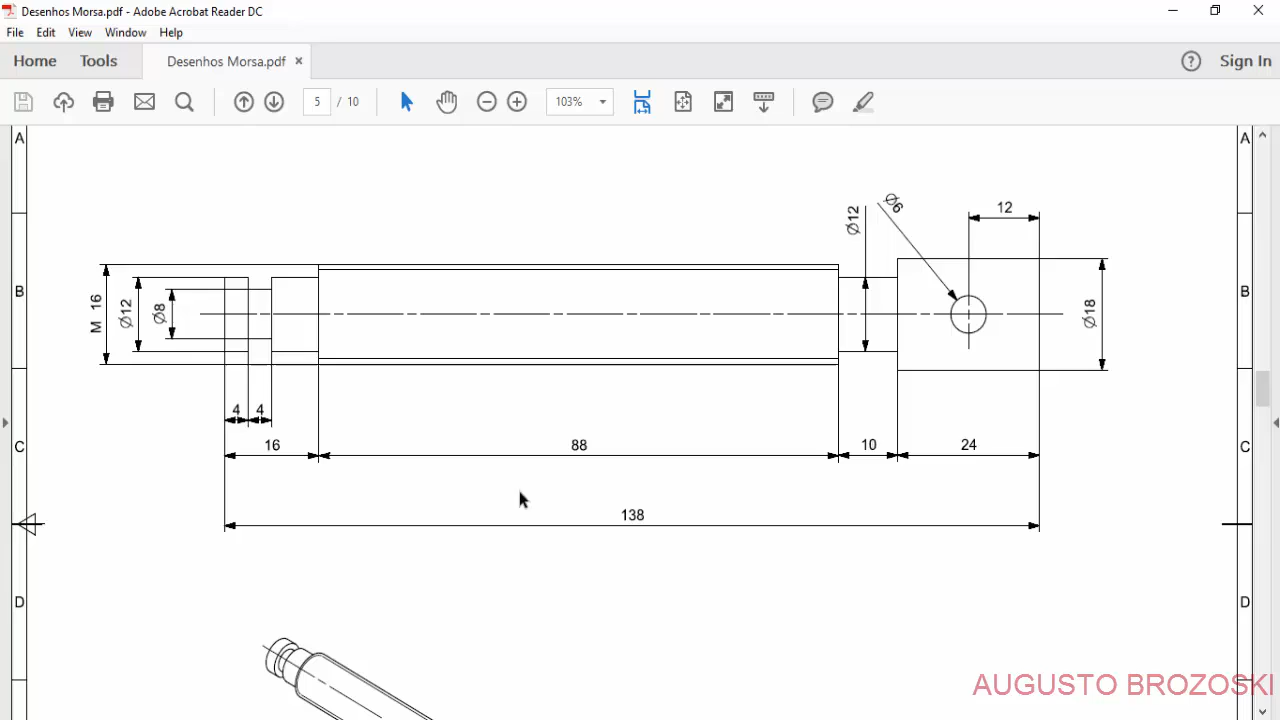 Desenhos Morsa.pdf - Adobe Acrobat Reader DC
File Edit View Window Help
Home Tools Desenhos Morsa.pdf × ? Sign In
5 / 10 103%
A A
Ø12 Ø6 12
B M 16 Ø12 Ø8 Ø18 B
4 4
C 16 88 10 24 C
138
D D
AUGUSTO BROZOSKI